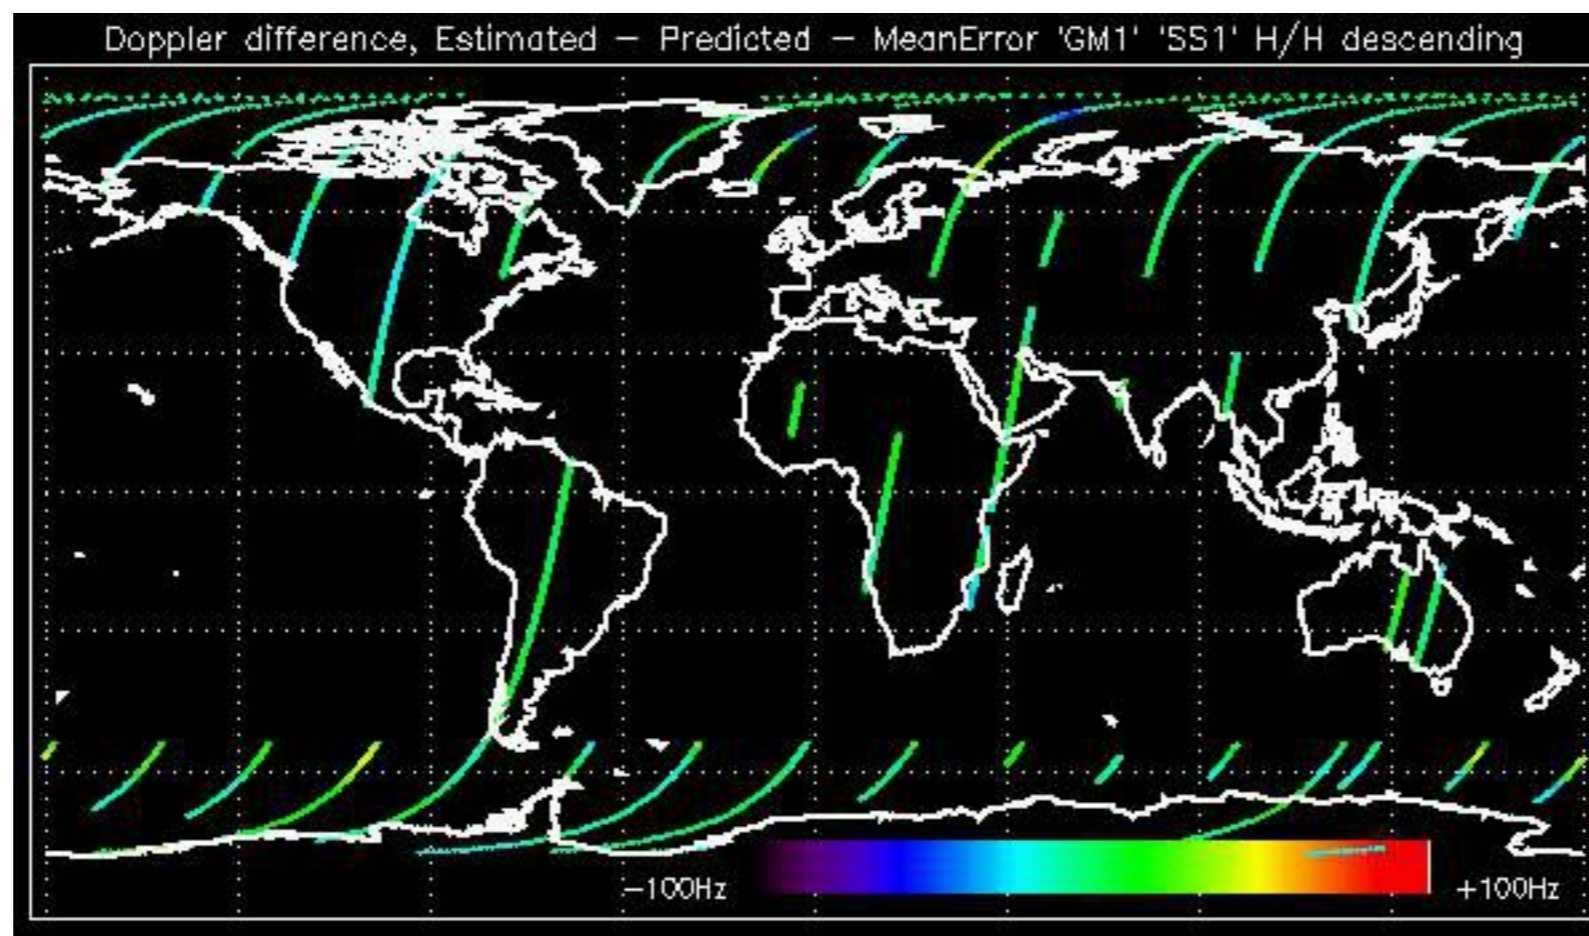 Doppler difference, Estimated — Predicted — MeanError 'GM1' 'SS1' H/H descending
—100Hz +100Hz